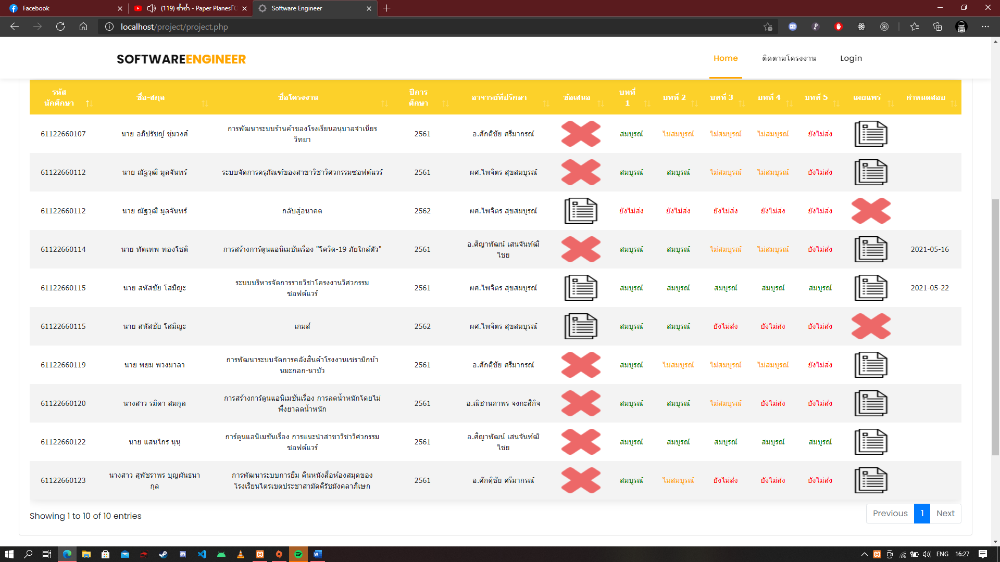 Facebook
(119) ซ้ำซ้ำ - Paper Planes
Software Engineer
localhost/project/project.php
SOFTWAREENGINEER
Home
ติดตามโครงงาน
Login
รหัส
นักศึกษา
ชื่อ-สกุล
ชื่อโครงงาน
ปีการ
ศึกษา
อาจารย์ที่ปรึกษา
ข้อเสนอ
บทที่
1
บทที่ 2
บทที่ 3
บทที่ 4
บทที่ 5
เผยแพร่
กำหนดสอบ
61122660107 นาย อภิปรัชญ์ ชุ่มวงศ์ การพัฒนาระบบร้านค้าของโรงเรียนอนุบาลจำเนียร
วิทยา
2561 อ.ศักดิ์ชัย ศรีมากรณ์ สมบูรณ์ ไม่สมบูรณ์ ไม่สมบูรณ์ ไม่สมบูรณ์ ยังไม่ส่ง
61122660112 นาย ณัฐวุฒิ มูลจันทร์ ระบบจัดการครุภัณฑ์ของสาขาวิชาวิศวกรรมซอฟต์แวร์ 2561 ผศ.ไพจิตร สุขสมบูรณ์ สมบูรณ์ สมบูรณ์ ไม่สมบูรณ์ ไม่สมบูรณ์ ยังไม่ส่ง
61122660112 นาย ณัฐวุฒิ มูลจันทร์ กลับสู่อนาคต 2562 ผศ.ไพจิตร สุขสมบูรณ์ ยังไม่ส่ง ยังไม่ส่ง ยังไม่ส่ง ยังไม่ส่ง ยังไม่ส่ง
61122660114 นาย ทัตเทพ ทองโชติ การสร้างการ์ตูนแอนิเมชันเรื่อง "โควิด-19 ภัยใกล้ตัว" 2561 อ.ศิญาพัฒน์ เสนจันท์ฒิ
ไชย
สมบูรณ์ สมบูรณ์ ไม่สมบูรณ์ ไม่สมบูรณ์ ยังไม่ส่ง 2021-05-16
61122660115 นาย สหัสชัย โสมิญะ ระบบบริหารจัดการรายวิชาโครงงานวิศวกรรม
ซอฟต์แวร์
2561 ผศ.ไพจิตร สุขสมบูรณ์ สมบูรณ์ สมบูรณ์ สมบูรณ์ สมบูรณ์ สมบูรณ์ 2021-05-22
61122660115 นาย สหัสชัย โสมิญะ เกมส์ 2562 ผศ.ไพจิตร สุขสมบูรณ์ สมบูรณ์ สมบูรณ์ ยังไม่ส่ง ยังไม่ส่ง ยังไม่ส่ง
61122660119 นาย พยม พวงมาลา การพัฒนาระบบจัดการคลังสินค้าโรงงานเซรามิกบ้า
นมะกอก-นาบัว
2561 อ.ศักดิ์ชัย ศรีมากรณ์ สมบูรณ์ ไม่สมบูรณ์ ไม่สมบูรณ์ ไม่สมบูรณ์ ยังไม่ส่ง
61122660120 นางสาว รมิดา สมกูล การสร้างการ์ตูนแอนิเมชันเรื่อง การลดน้ำหนักโดยไม่
พึ่งยาลดน้ำหนัก
2561 อ.ณิชานภาพร จงกะสิกิจ สมบูรณ์ สมบูรณ์ ไม่สมบูรณ์ ยังไม่ส่ง ยังไม่ส่ง
61122660122 นาย แสนไกร นุนุ การ์ตูนแอนิเมชันเรื่อง การแนะนำสาขาวิชาวิศวกรรม
ซอฟต์แวร์
2561 อ.ศิญาพัฒน์ เสนจันท์ฒิ
ไชย
สมบูรณ์ สมบูรณ์ สมบูรณ์ สมบูรณ์ สมบูรณ์
61122660123 นางสาว สุพัชราพร บุญผันธนา
กุล
การพัฒนาระบบการยืม คืนหนังสือห้องสมุดของ
โรงเรียนไตรเขตประชาสามัคคีรัชมังคลาภิเษก
2561 อ.ศักดิ์ชัย ศรีมากรณ์ สมบูรณ์ ไม่สมบูรณ์ ยังไม่ส่ง ยังไม่ส่ง ยังไม่ส่ง
Showing 1 to 10 of 10 entries
Previous 1 Next
ENG 16:27